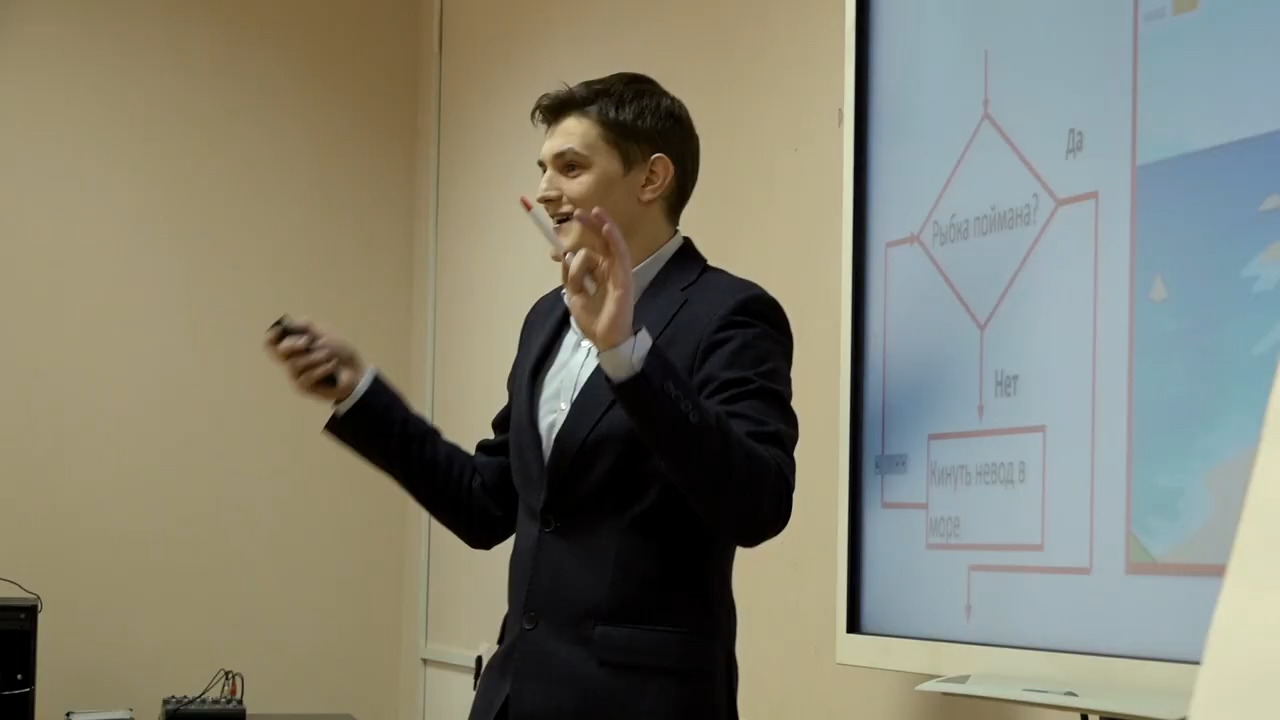 Да
Рыбка поймана?
Нет
Кинуть невод в
море